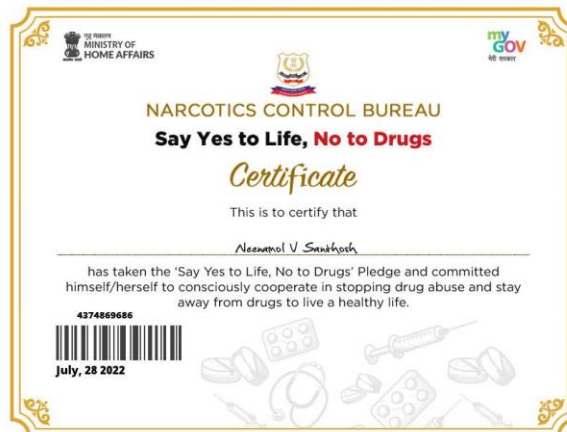 गृह मंत्रालय
MINISTRY OF
HOME AFFAIRS
my
GOV
मेरी सरकार
NARCOTICS CONTROL BUREAU
Say Yes to Life, No to Drugs
Certificate
This is to certify that
Neenamol V Santhosh
has taken the 'Say Yes to Life, No to Drugs' Pledge and committed
himself/herself to consciously cooperate in stopping drug abuse and stay
away from drugs to live a healthy life.
4374869686
July, 28 2022